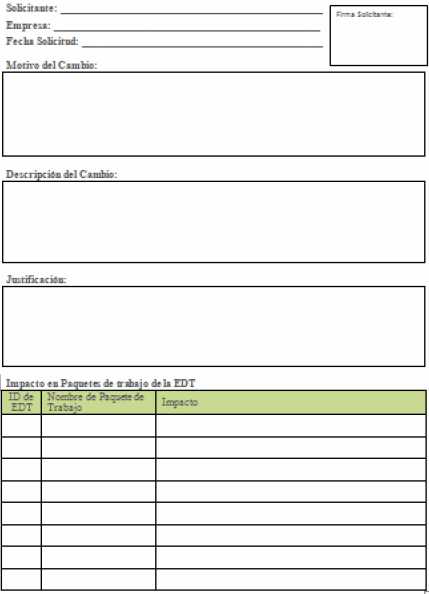 Solicitante:
Firma Solicitante:
Empresa:
Fecha Solicitud:
Motivo del Cambio:
Descripción del Cambio:
Justificación:
Impacto en Paquetes de trabajo de la EDT
ID de EDT
Nombre de Paquete de Trabajo
Impacto